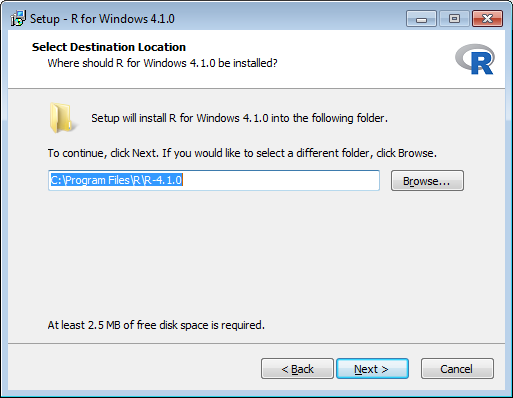 Setup - R for Windows 4.1.0
Select Destination Location
Where should R for Windows 4.1.0 be installed?
R
Setup will install R for Windows 4.1.0 into the following folder.
To continue, click Next. If you would like to select a different folder, click Browse.
C:\Program Files\R\R-4.1.0
Browse...
At least 2.5 MB of free disk space is required.
< Back
Next >
Cancel